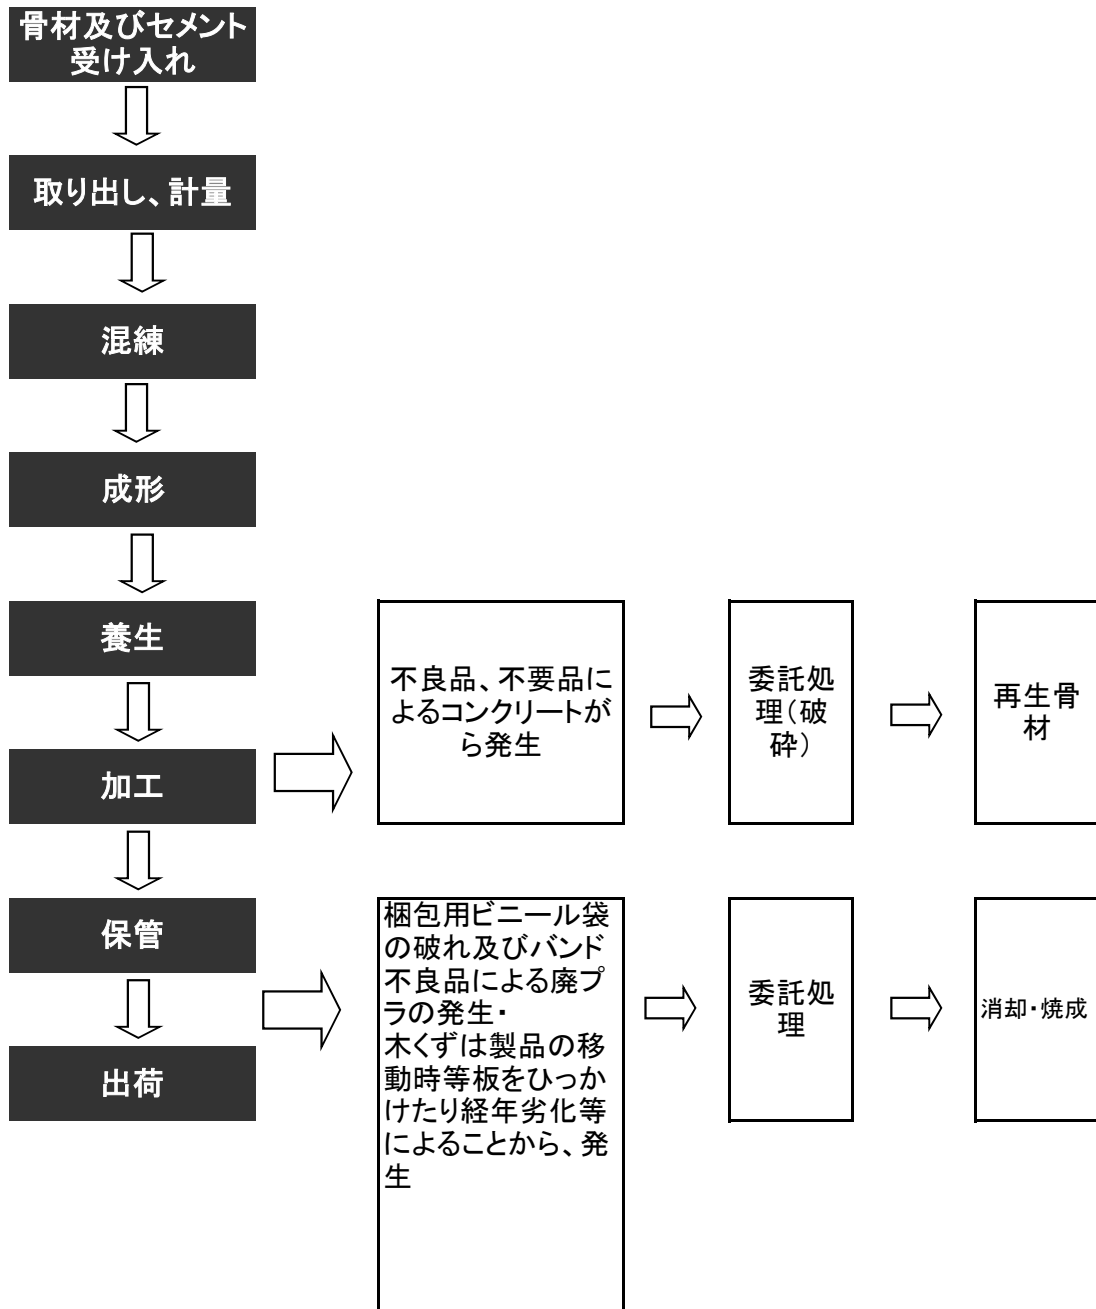 骨材及びセメント
受け入れ
取り出し、計量
混練
成形
養生
加工
保管
出荷
不良品、不要品に
よるコンクリートが
ら発生
委託処
理(破
砕)
再生骨
材
梱包用ビニール袋
の破れ及びバンド
不良品による廃プ
ラの発生・
木くずは製品の移
動時等板をひっか
けたり経年劣化等
によることから、発
生
委託処
理
消却・焼成